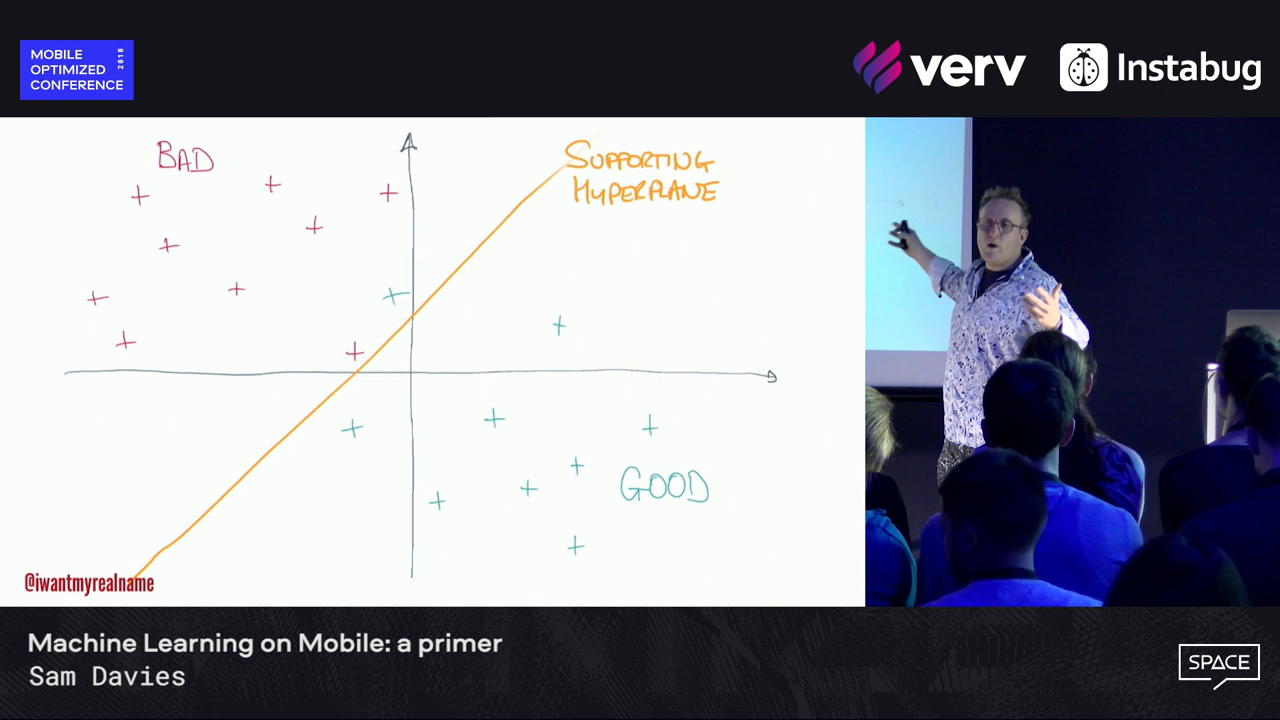 MOBILE
OPTIMIZED
CONFERENCE
2018
verv
Instabug
BAD
SUPPORTING
HYPERPLANE
GOOD
@iwantmyrealname
Machine Learning on Mobile: a primer
Sam Davies
SPACE